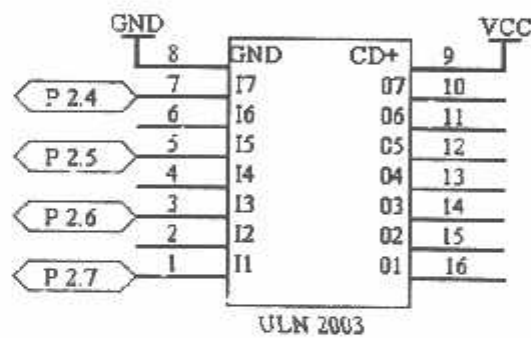 GND VCC
8 GND CD+ 9
P 2.4 7 I7 07 10
6 I6 06 11
P 2.5 5 I5 05 12
4 I4 04 13
P 2.6 3 I3 03 14
2 I2 02 15
P 2.7 1 I1 01 16
ULN 2003